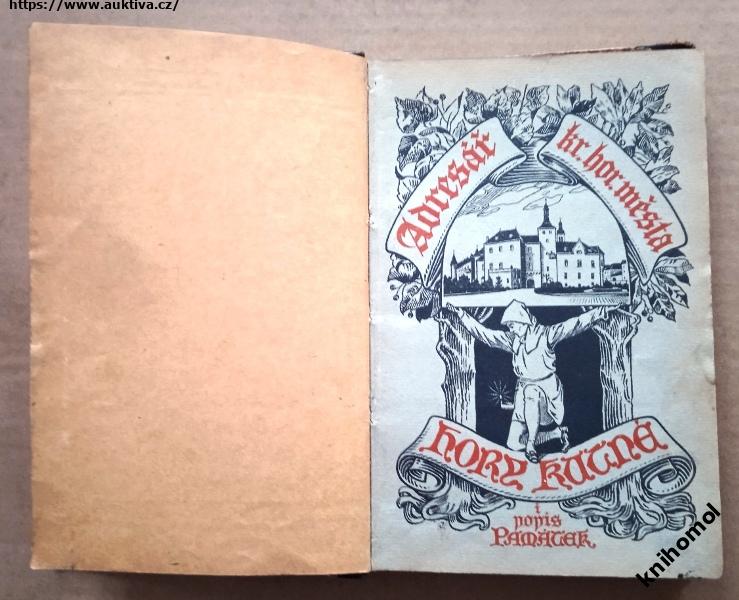 https://www.auktiva.cz/
Adresář
kr. hor. města
HORY KUTNÉ
i
popis
PAMÁTEK
knihomol